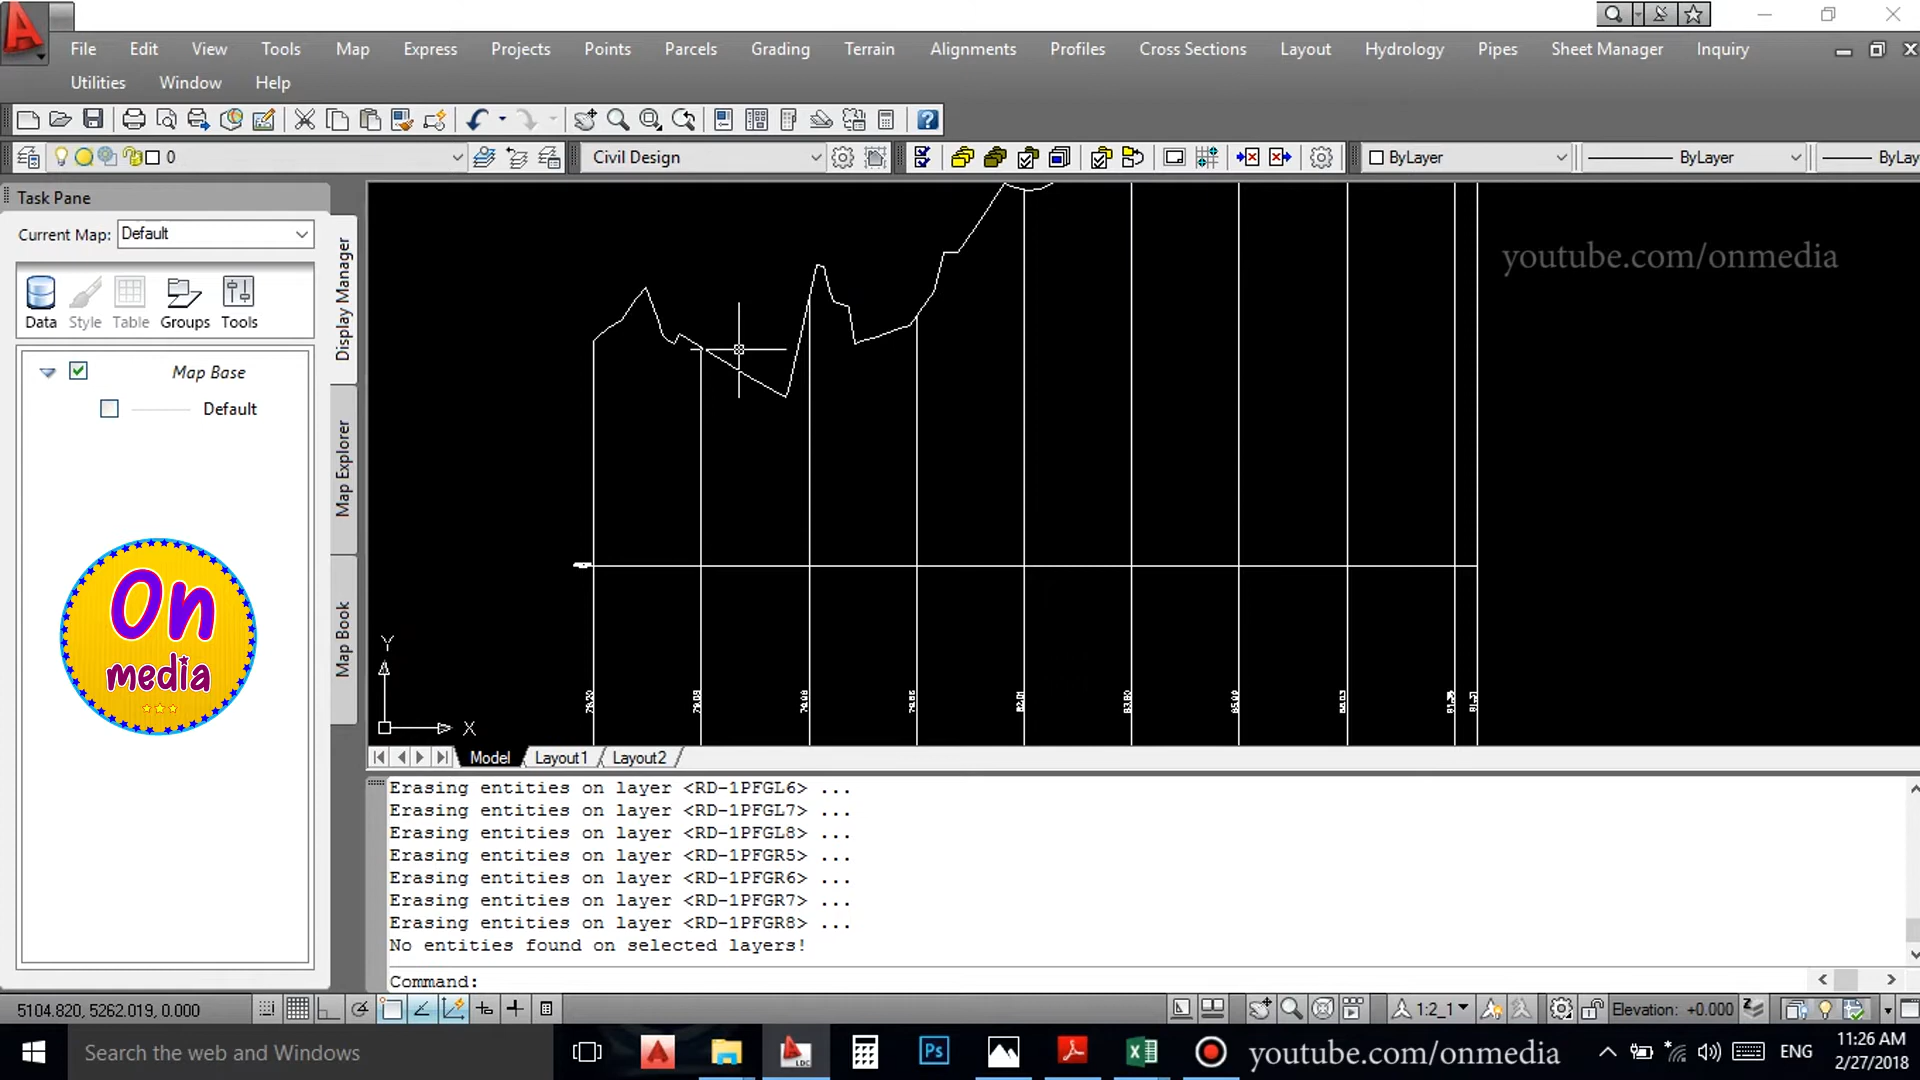 File Edit View Tools Map Express Projects Points Parcels Grading Terrain Alignments Profiles Cross Sections Layout Hydrology Pipes Sheet Manager Inquiry
Utilities Window Help
0 Civil Design ByLayer ByLayer ByLay
Task Pane
Current Map: Default
Data Style Table Groups Tools
Map Base
Default
Display Manager
Map Explorer
Map Book
On
media
youtube.com/onmedia
Y
X
Model Layout1 Layout2
Erasing entities on layer <RD-1PFGL6> ...
Erasing entities on layer <RD-1PFGL7> ...
Erasing entities on layer <RD-1PFGL8> ...
Erasing entities on layer <RD-1PFGR5> ...
Erasing entities on layer <RD-1PFGR6> ...
Erasing entities on layer <RD-1PFGR7> ...
Erasing entities on layer <RD-1PFGR8> ...
No entities found on selected layers!
Command:
5104.820, 5262.019, 0.000 1:2_1 Elevation: +0.000
Search the web and Windows youtube.com/onmedia ENG 11:26 AM
2/27/2018